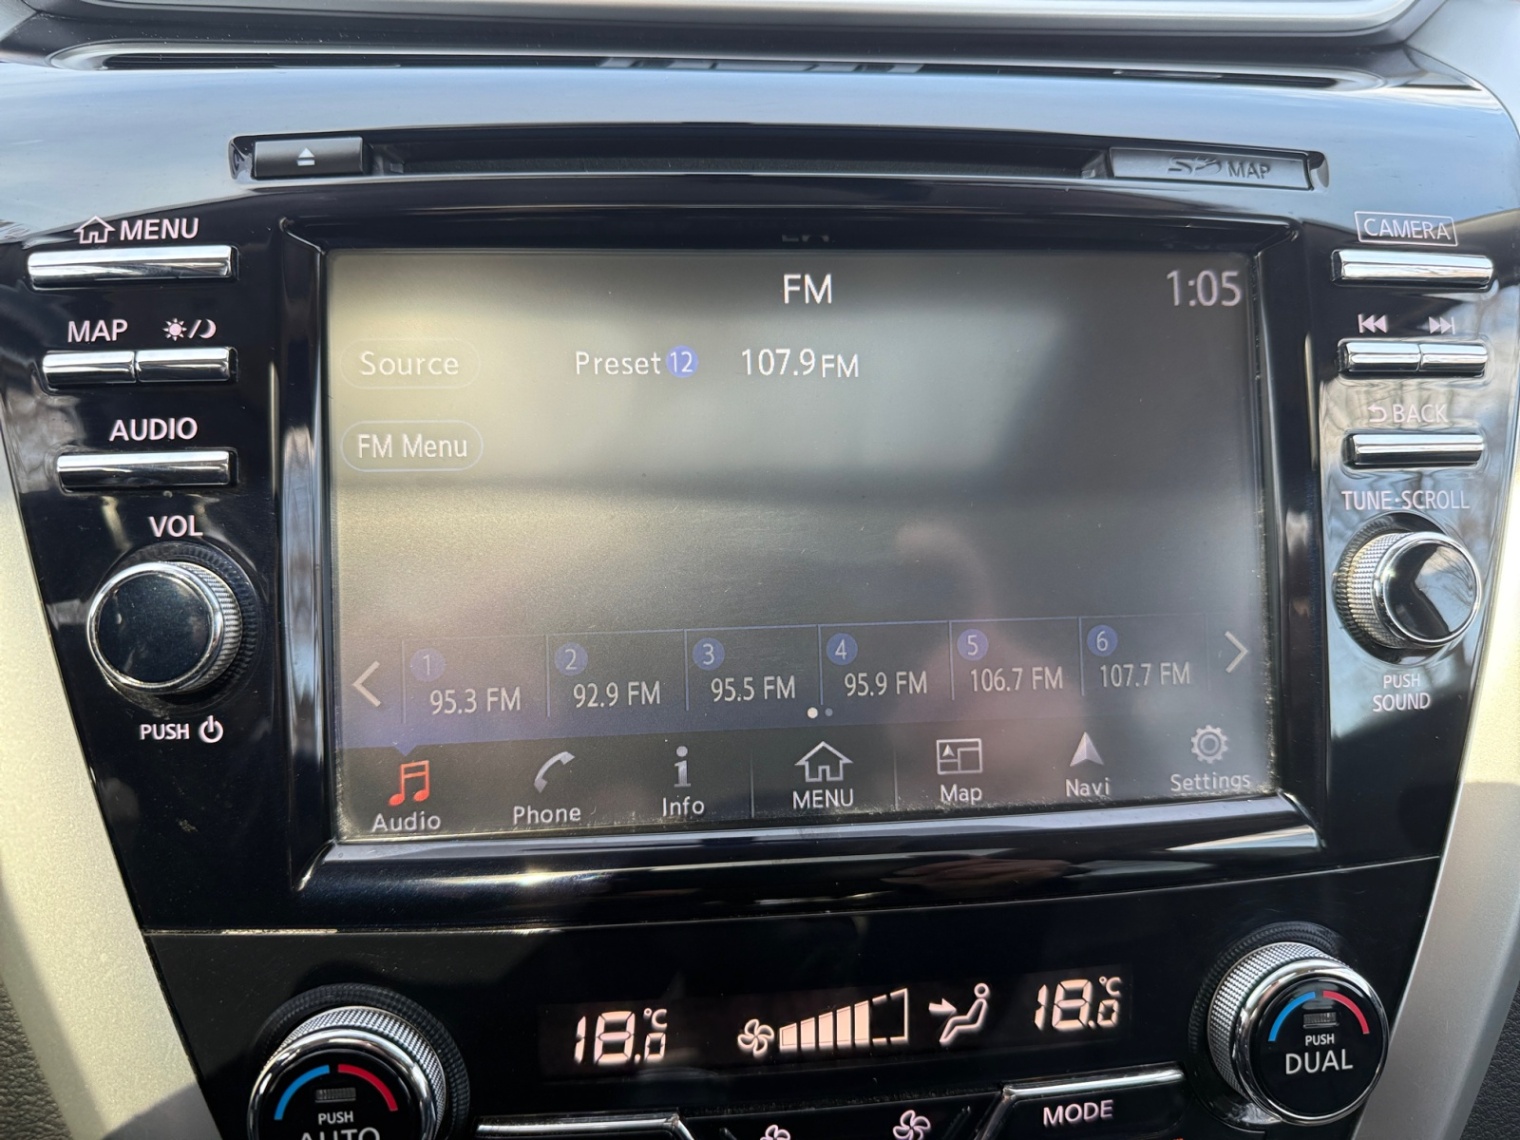 MAP
MENU
CAMERA
FM
1:05
MAP
Source
Preset 12 107.9 FM
BACK
AUDIO
FM Menu
TUNE·SCROLL
VOL
1 95.3 FM
2 92.9 FM
3 95.5 FM
4 95.9 FM
5 106.7 FM
6 107.7 FM
PUSH
SOUND
PUSH
Audio
Phone
Info
MENU
Map
Navi
Settings
18.0 °C
18.0 °C
PUSH
DUAL
PUSH
AUTO
MODE